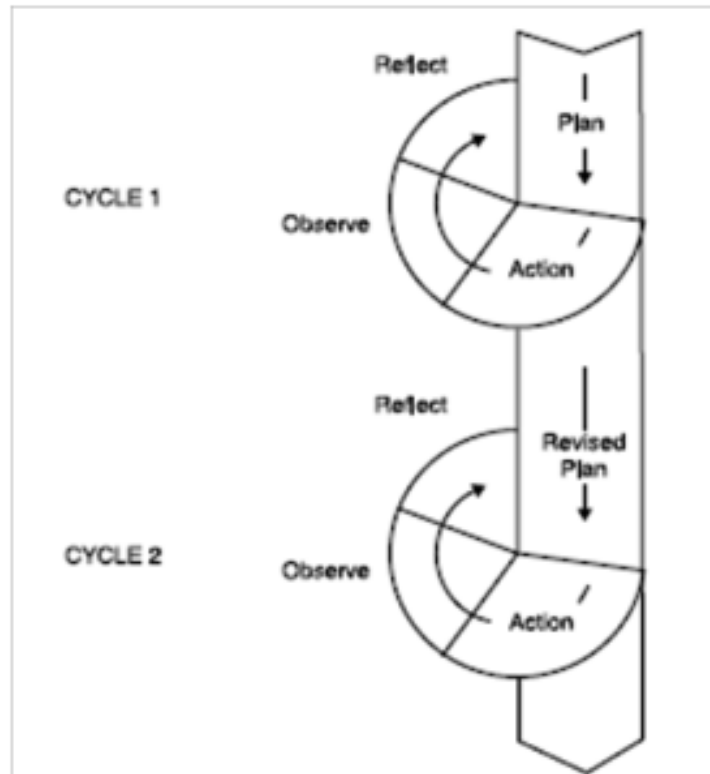 Reflect
Plan
CYCLE 1
Observe
Action
Reflect
Revised
Plan
CYCLE 2
Observe
Action